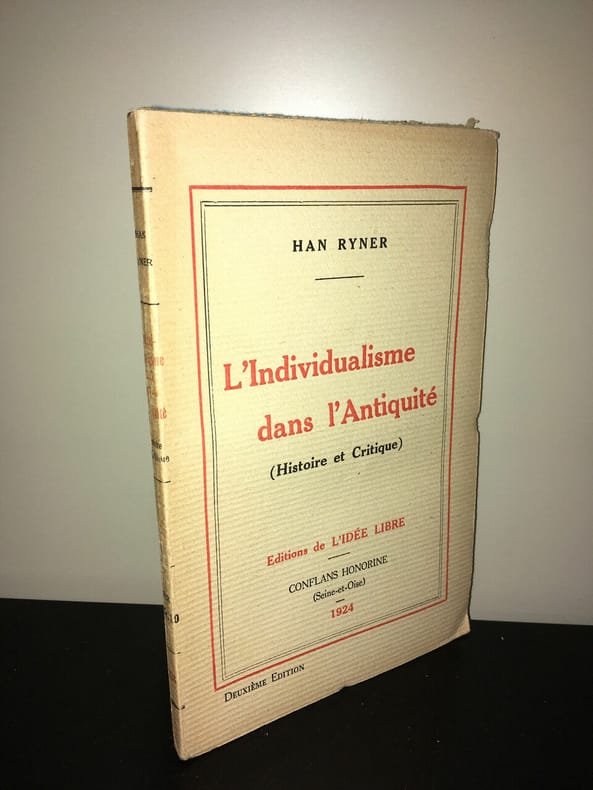 HAN RYNER
L'Individualisme
dans l'Antiquité
(Histoire et Critique)
Editions de L'IDÉE LIBRE
CONFLANS HONORINE
(Seine-et-Oise)
1924
DEUXIÈME EDITION